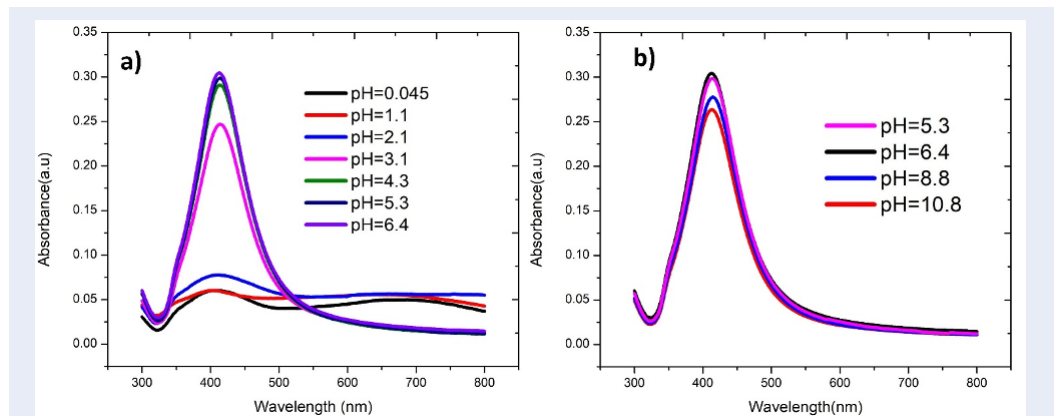 a)
Absorbance(a.u)
0.35
0.30
0.25
0.20
0.15
0.10
0.05
0.00
pH=0.045
pH=1.1
pH=2.1
pH=3.1
pH=4.3
pH=5.3
pH=6.4
300 400 500 600 700 800
Wavelength (nm)
b)
Absorbance(a.u)
0.35
0.30
0.25
0.20
0.15
0.10
0.05
0.00
pH=5.3
pH=6.4
pH=8.8
pH=10.8
300 400 500 600 700 800
Wavelength(nm)